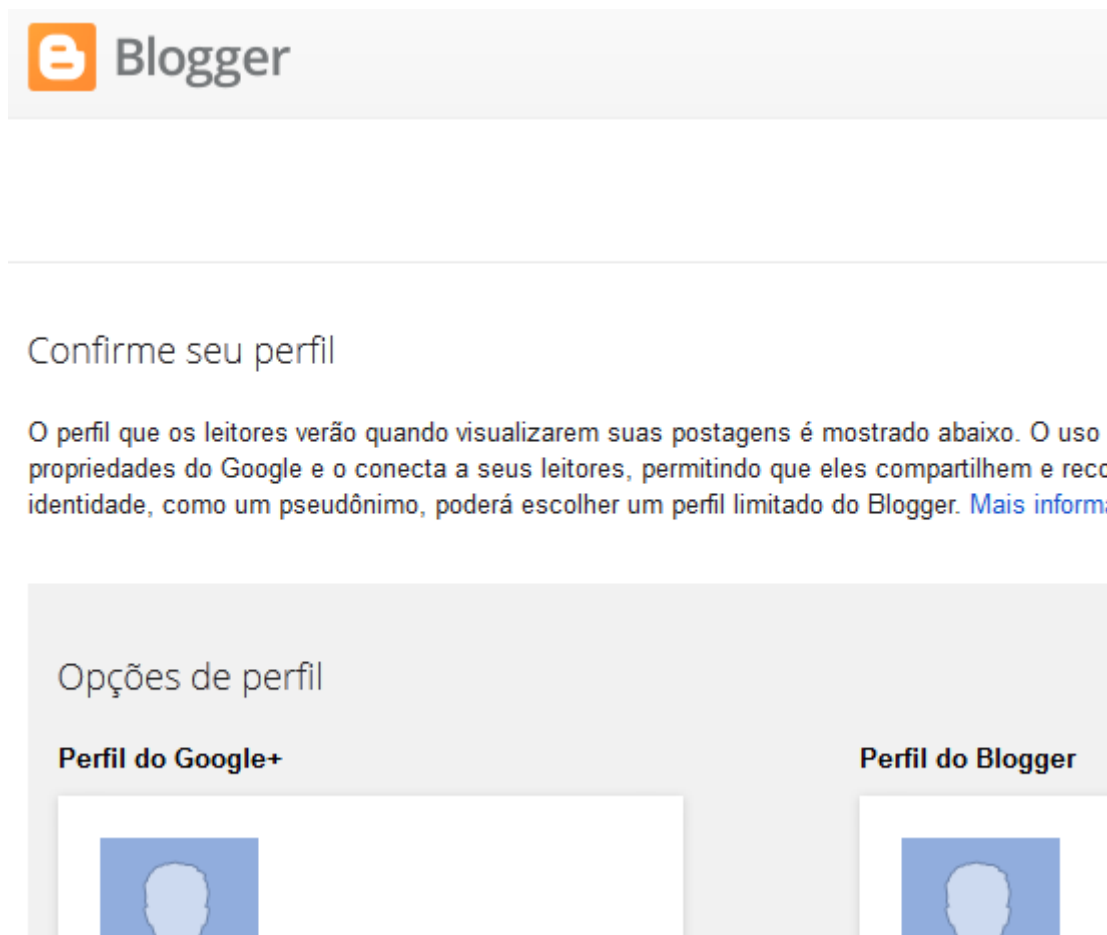 Blogger
Confirme seu perfil
O perfil que os leitores verão quando visualizarem suas postagens é mostrado abaixo. O uso
propriedades do Google e o conecta a seus leitores, permitindo que eles compartilhem e
identidade, como um pseudônimo, poderá escolher um perfil limitado do Blogger. Mais
Opções de perfil
Perfil do Google+
Perfil do Blogger